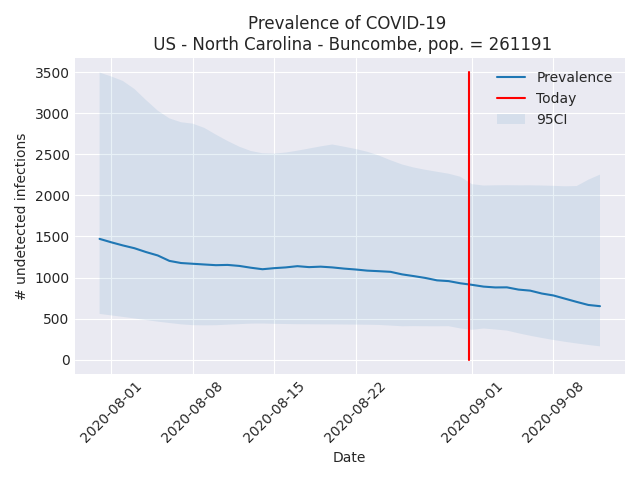 Prevalence of COVID-19
US - North Carolina - Buncombe, pop. = 261191
Prevalence
Today
95CI
3500
3000
2500
2000
1500
1000
500
0
# undetected infections
2020-08-01
2020-08-08
2020-08-15
2020-08-22
2020-09-01
2020-09-08
Date